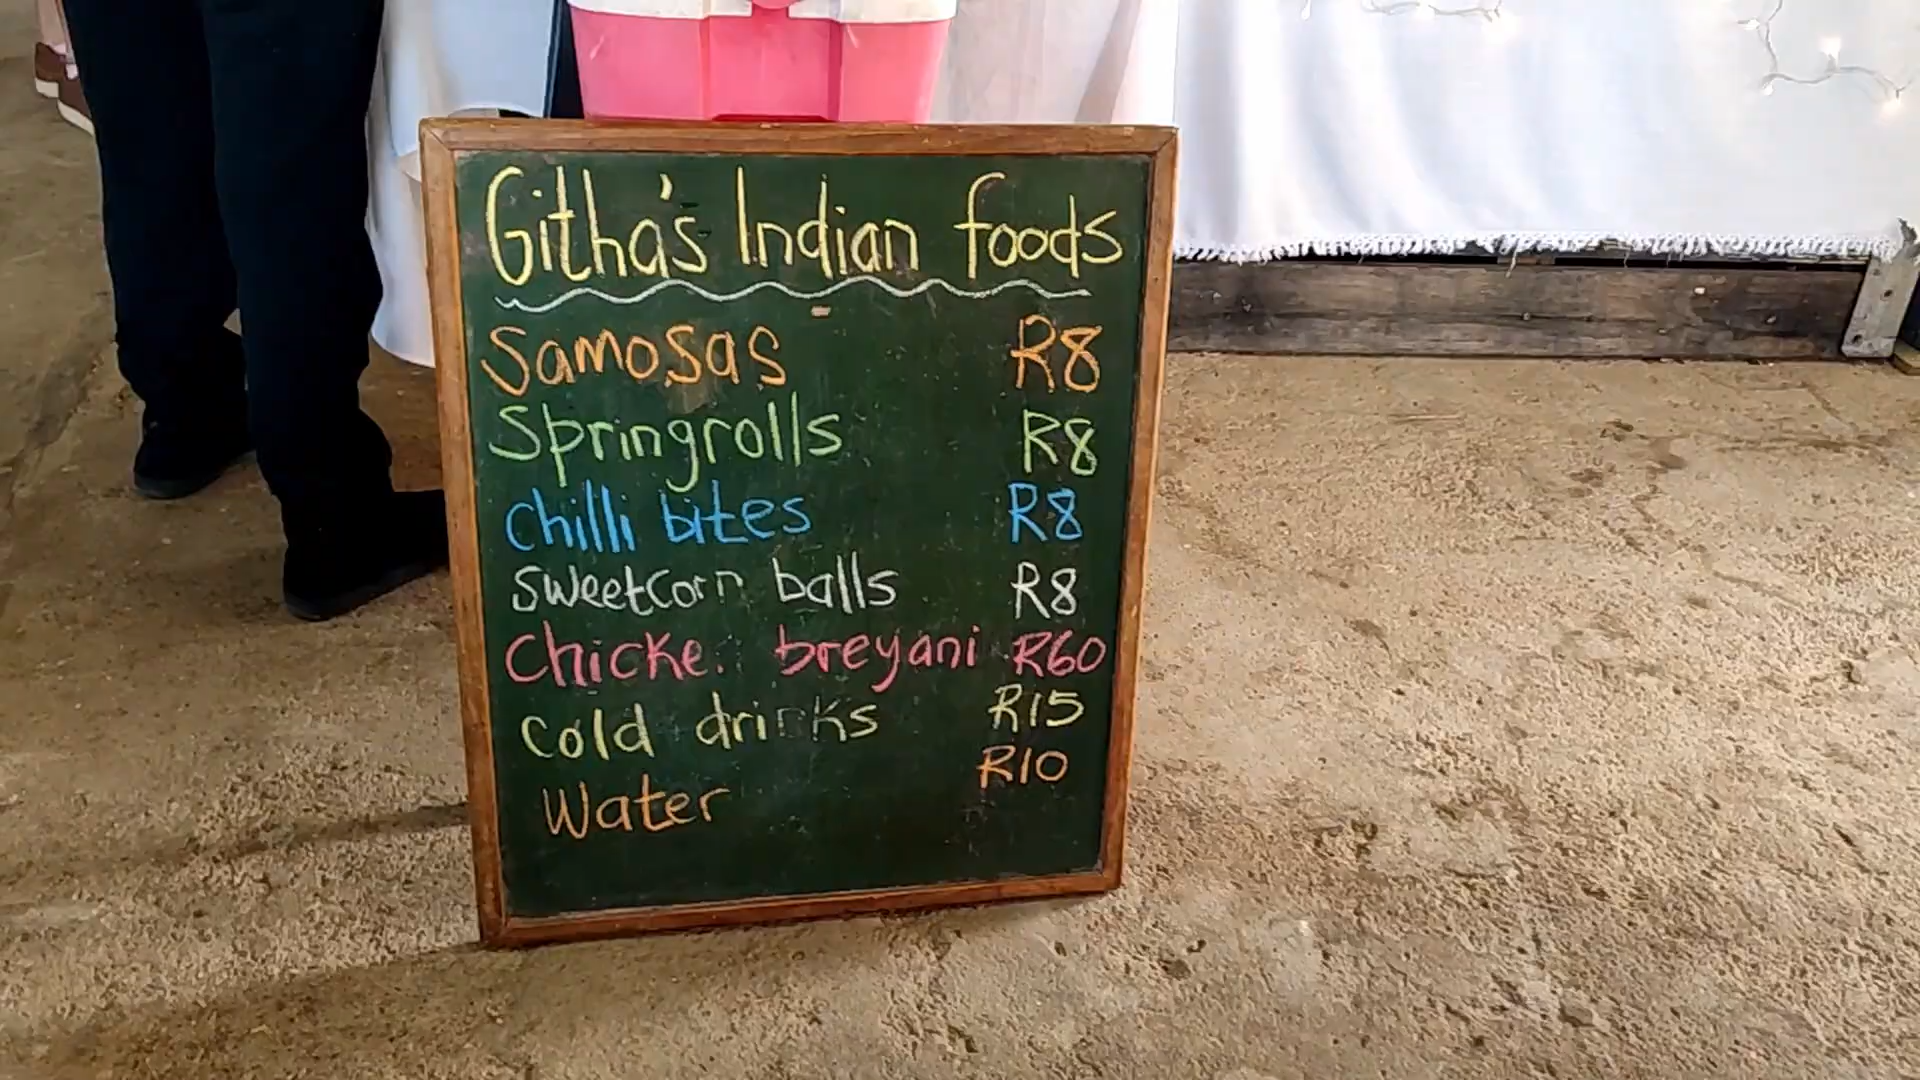 Githa's Indian foods
Samosas R8
Springrolls R8
Chilli bites R8
Sweetcorn balls R8
Chicke. breyani R60
Cold drinks R15
Water R10